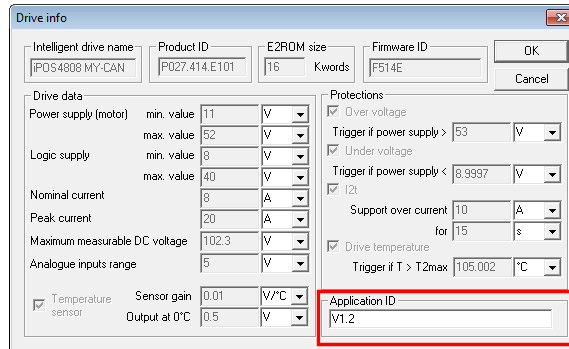 Drive info
Intelligent drive name
iPOS4808 MY-CAN
Product ID
P027.414.E101
E2ROM size
16 Kwords
Firmware ID
F514E
OK
Cancel
Drive data
Power supply (motor) min. value 11 V
max. value 52 V
Logic supply min. value 8 V
max. value 40 V
Nominal current 8 A
Peak current 20 A
Maximum measurable DC voltage 102.3 V
Analogue inputs range 5 V
Temperature sensor
Sensor gain 0.01 V/°C
Output at 0°C 0.5 V
Protections
Over voltage
Trigger if power supply > 53 V
Under voltage
Trigger if power supply < 8.9997 V
I2t
Support over current 10 A
for 15 s
Drive temperature
Trigger if T > T2max 105.002 °C
Application ID
V1.2